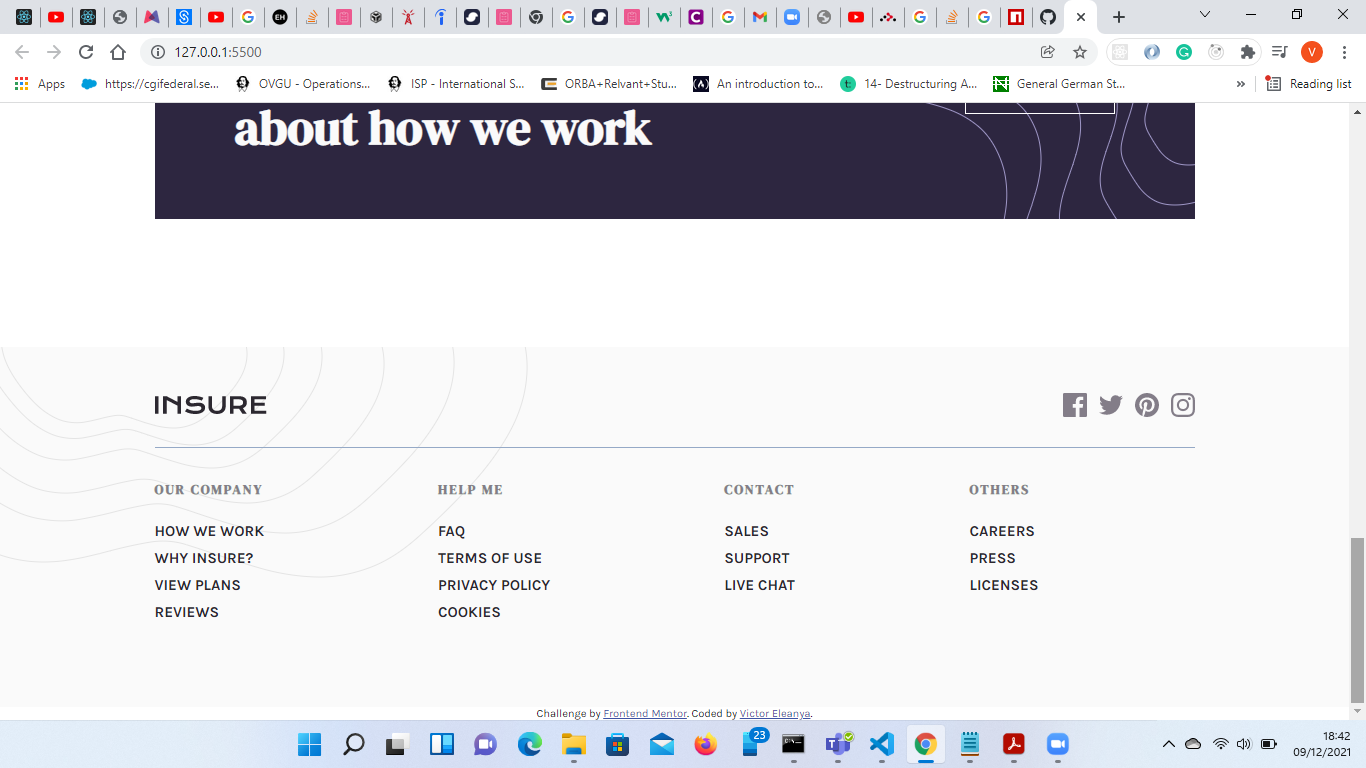 127.0.0.1:5500
Apps https://cgifederal.se... OVGU - Operations... ISP - International S... ORBA+Relvant+Stu... An introduction to... 14- Destructuring A... General German St... » Reading list
about how we work
INSURE
OUR COMPANY HELP ME CONTACT OTHERS
HOW WE WORK FAQ SALES CAREERS
WHY INSURE? TERMS OF USE SUPPORT PRESS
VIEW PLANS PRIVACY POLICY LIVE CHAT LICENSES
REVIEWS COOKIES
Challenge by Frontend Mentor. Coded by Victor Eleanya.
23
18:42
09/12/2021